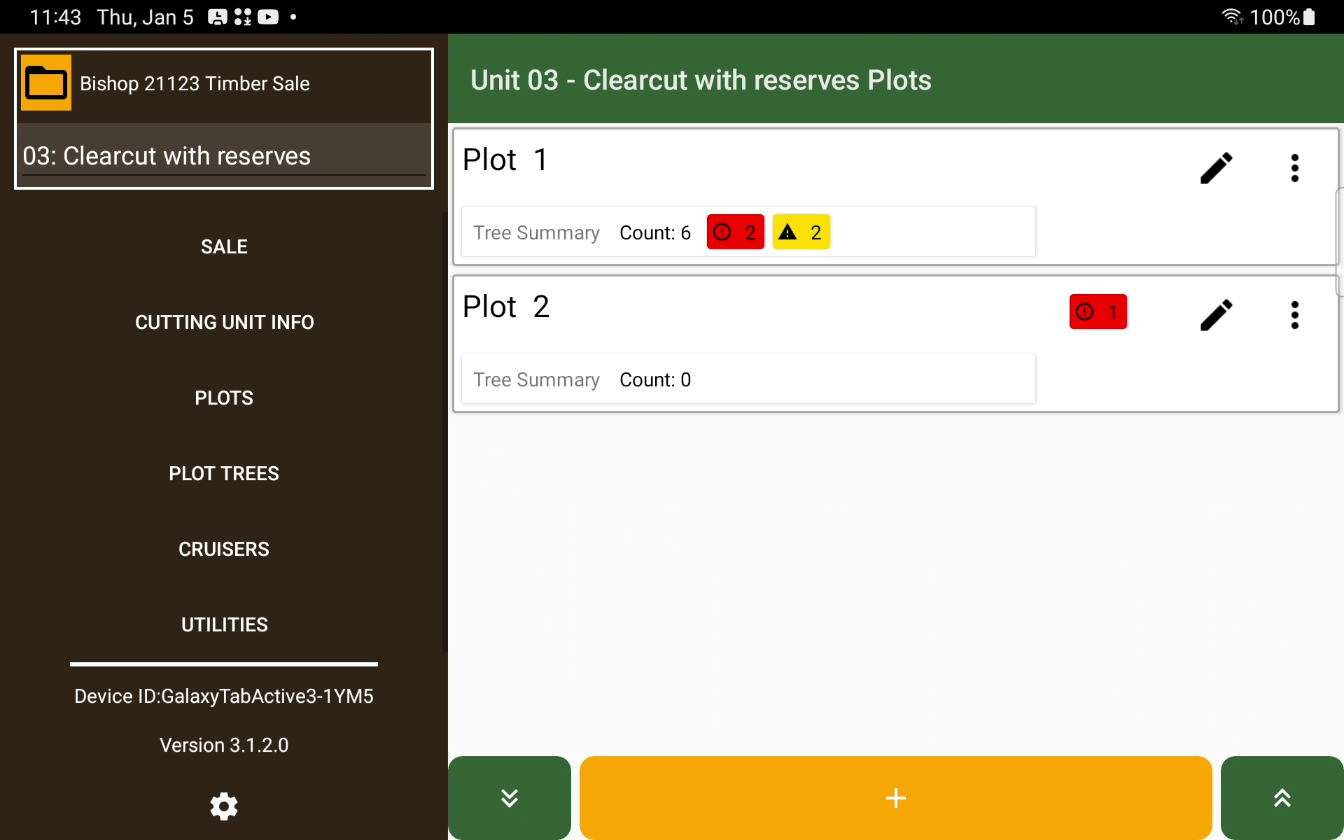 11:43 Thu, Jan 5 100%
Bishop 21123 Timber Sale
03: Clearcut with reserves
SALE
CUTTING UNIT INFO
PLOTS
PLOT TREES
CRUISERS
UTILITIES
Device ID:GalaxyTabActive3-1YM5
Version 3.1.2.0
Unit 03 - Clearcut with reserves Plots
Plot 1
Tree Summary Count: 6 2 2
Plot 2 1
Tree Summary Count: 0
+